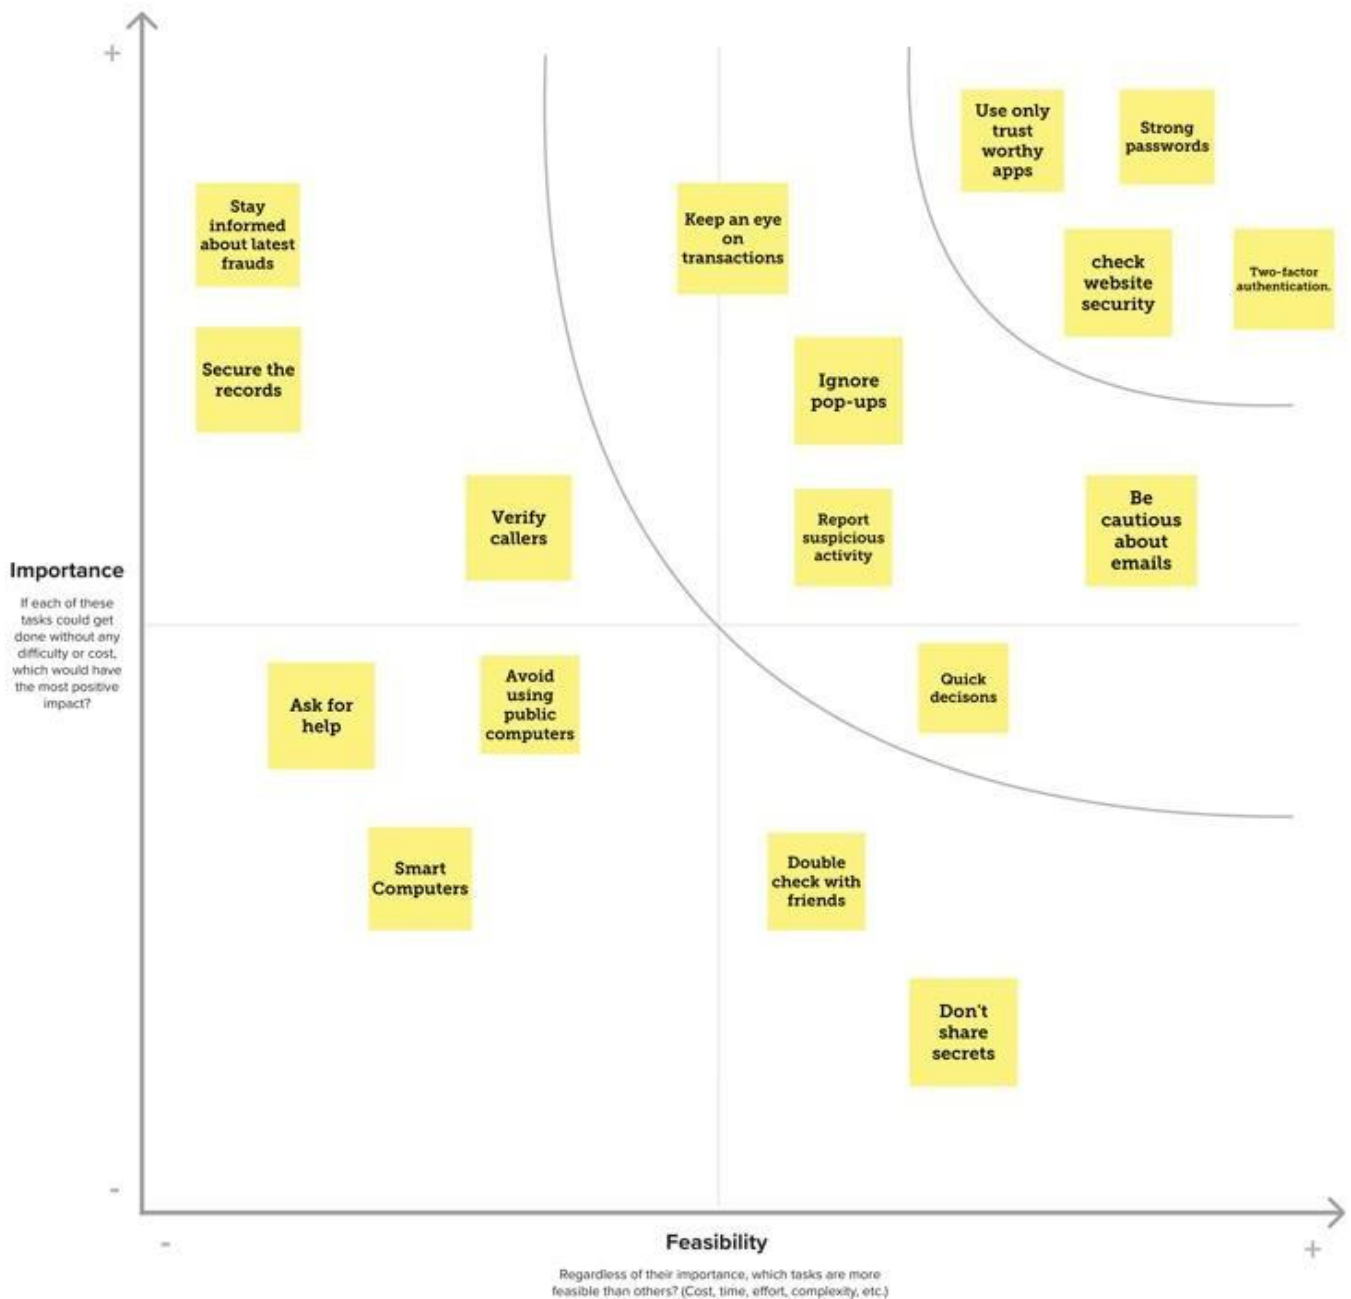 +
Use only
trust
worthy
apps
Strong
passwords
Stay
informed
about latest
frauds
Keep an eye
on
transactions
check
website
security
Two-factor
authentication.
Secure the
records
Ignore
pop-ups
Verify
callers
Report
suspicious
activity
Be
cautious
about
emails
Importance
If each of these
tasks could get
done without any
difficulty or cost,
which would have
the most positive
impact?
Ask for
help
Avoid
using
public
computers
Quick
decisons
Smart
Computers
Double
check with
friends
Don't
share
secrets
-
-
Feasibility
+
Regardless of their importance, which tasks are more
feasible than others? (Cost, time, effort, complexity, etc.)